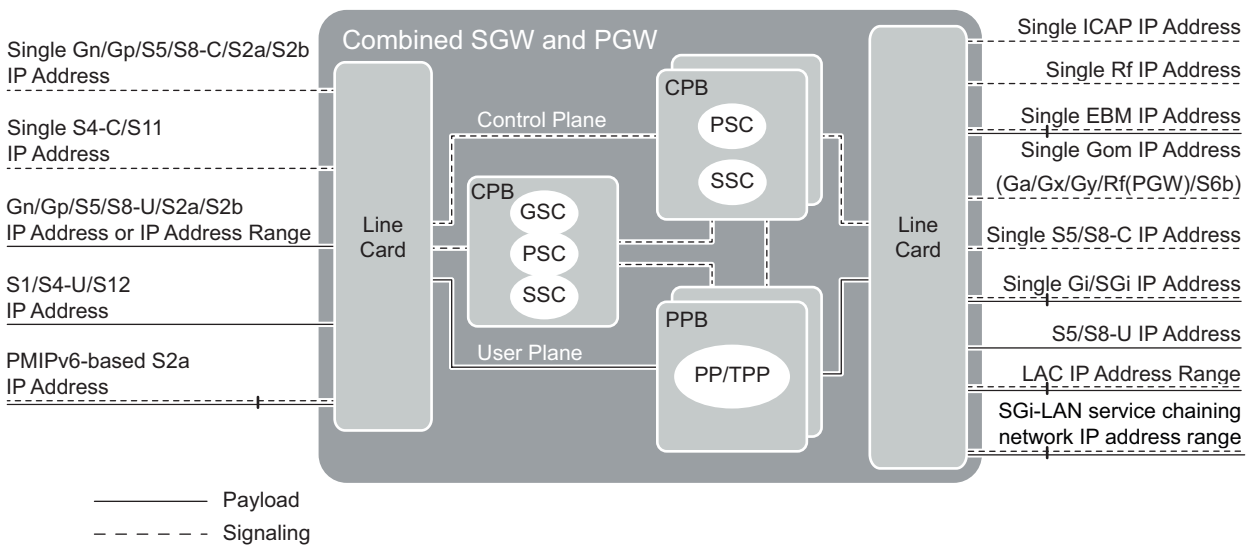 Combined SGW and PGW
Single Gn/Gp/S5/S8-C/S2a/S2b
IP Address
Single S4-C/S11
IP Address
Gn/Gp/S5/S8-U/S2a/S2b
IP Address or IP Address Range
S1/S4-U/S12
IP Address
PMIPv6-based S2a
IP Address
Line
Card
Control Plane
CPB
GSC
PSC
SSC
User Plane
CPB
PSC
SSC
PPB
PP/TPP
Line
Card
Single ICAP IP Address
Single Rf IP Address
Single EBM IP Address
Single Gom IP Address
(Ga/Gx/Gy/Rf(PGW)/S6b)
Single S5/S8-C IP Address
Single Gi/SGi IP Address
S5/S8-U IP Address
LAC IP Address Range
SGi-LAN service chaining
network IP address range
Payload
Signaling